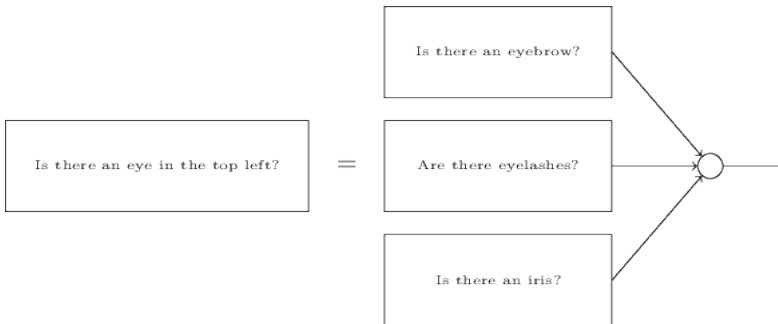 Is there an eyebrow?
Is there an eye in the top left?
=
Are there eyelashes?
Is there an iris?